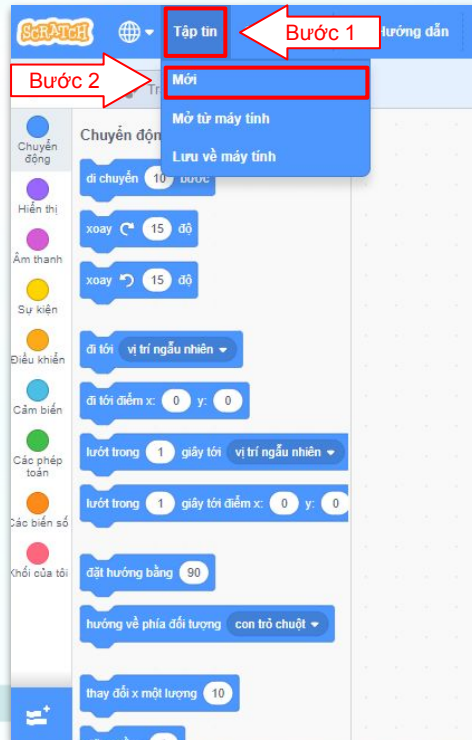 SCRATCH Tập tin Bước 1 Hướng dẫn
Bước 2 Mới
Mở từ máy tính
Lưu về máy tính
Chuyển động
Hiển thị
Âm thanh
Sự kiện
Điều khiển
Cảm biến
Các phép toán
Các biến số
Khối của tôi
di chuyển 10 bước
xoay 15 độ
xoay 15 độ
đi tới vị trí ngẫu nhiên
đi tới điểm x: 0 y: 0
lướt trong 1 giây tới vị trí ngẫu nhiên
lướt trong 1 giây tới điểm x: 0 y: 0
đặt hướng bằng 90
hướng về phía đối tượng con trỏ chuột
thay đổi x một lượng 10